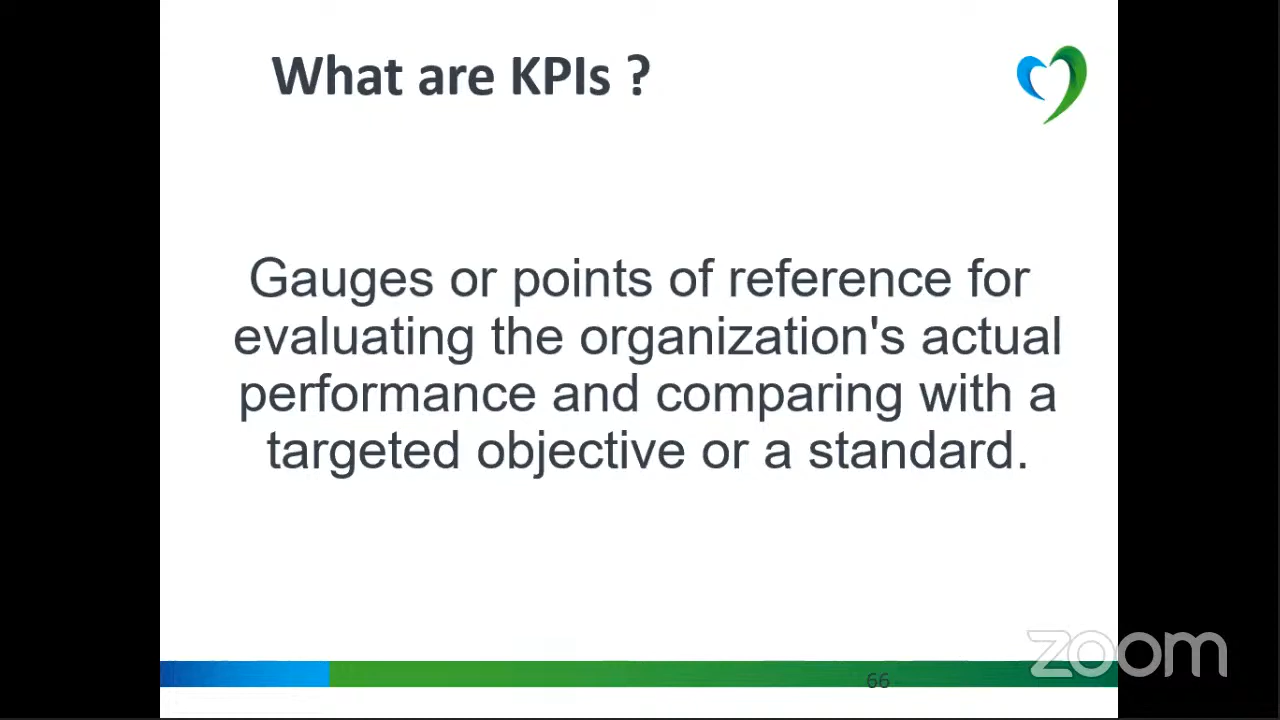 What are KPIs ?
Gauges or points of reference for
evaluating the organization's actual
performance and comparing with a
targeted objective or a standard.
66
zoom